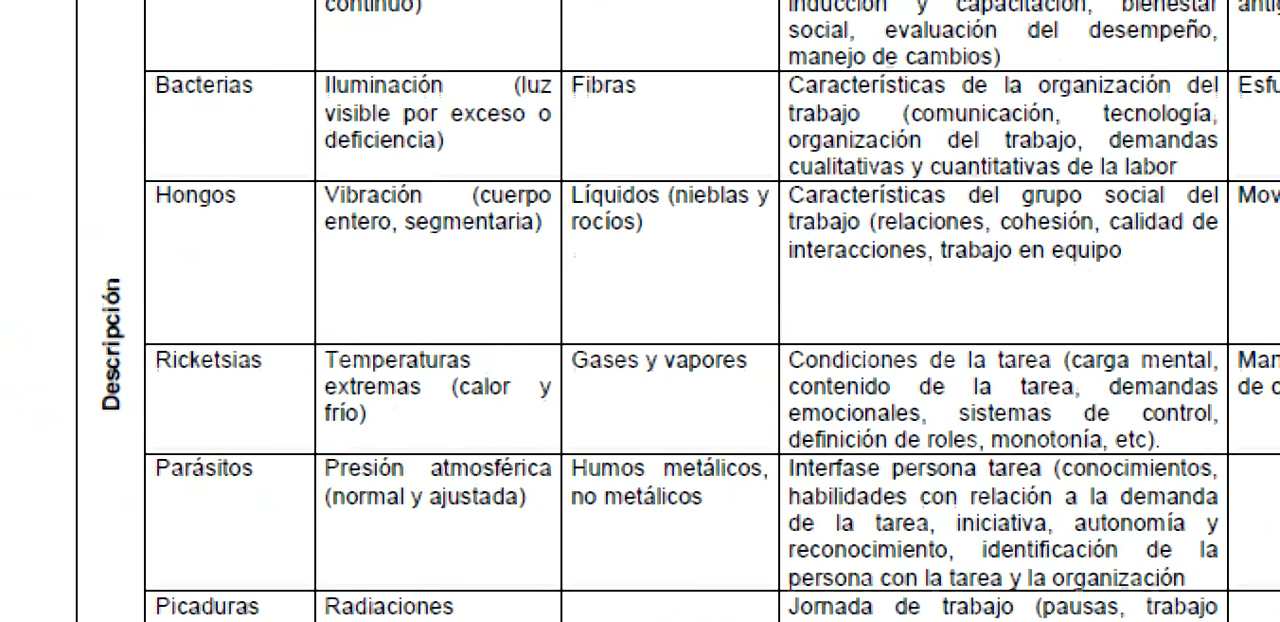 continuo)
inducción y capacitación, bienestar
social, evaluación del desempeño,
manejo de cambios)
Descripción
Bacterias
Iluminación (luz
visible por exceso o
deficiencia)
Fibras
Características de la organización del
trabajo (comunicación, tecnología,
organización del trabajo, demandas
cualitativas y cuantitativas de la labor
Hongos
Vibración (cuerpo
entero, segmentaria)
Líquidos (nieblas y
rocíos)
Características del grupo social del
trabajo (relaciones, cohesión, calidad de
interacciones, trabajo en equipo
Ricketsias
Temperaturas
extremas (calor y
frío)
Gases y vapores
Condiciones de la tarea (carga mental,
contenido de la tarea, demandas
emocionales, sistemas de control,
definición de roles, monotonía, etc).
de
Parásitos
Presión atmosférica
(normal y ajustada)
Humos metálicos,
no metálicos
Interfase persona tarea (conocimientos,
habilidades con relación a la demanda
de la tarea, iniciativa, autonomía y
reconocimiento, identificación de la
persona con la tarea y la organización
Picaduras
Radiaciones
Jornada de trabajo (pausas, trabajo